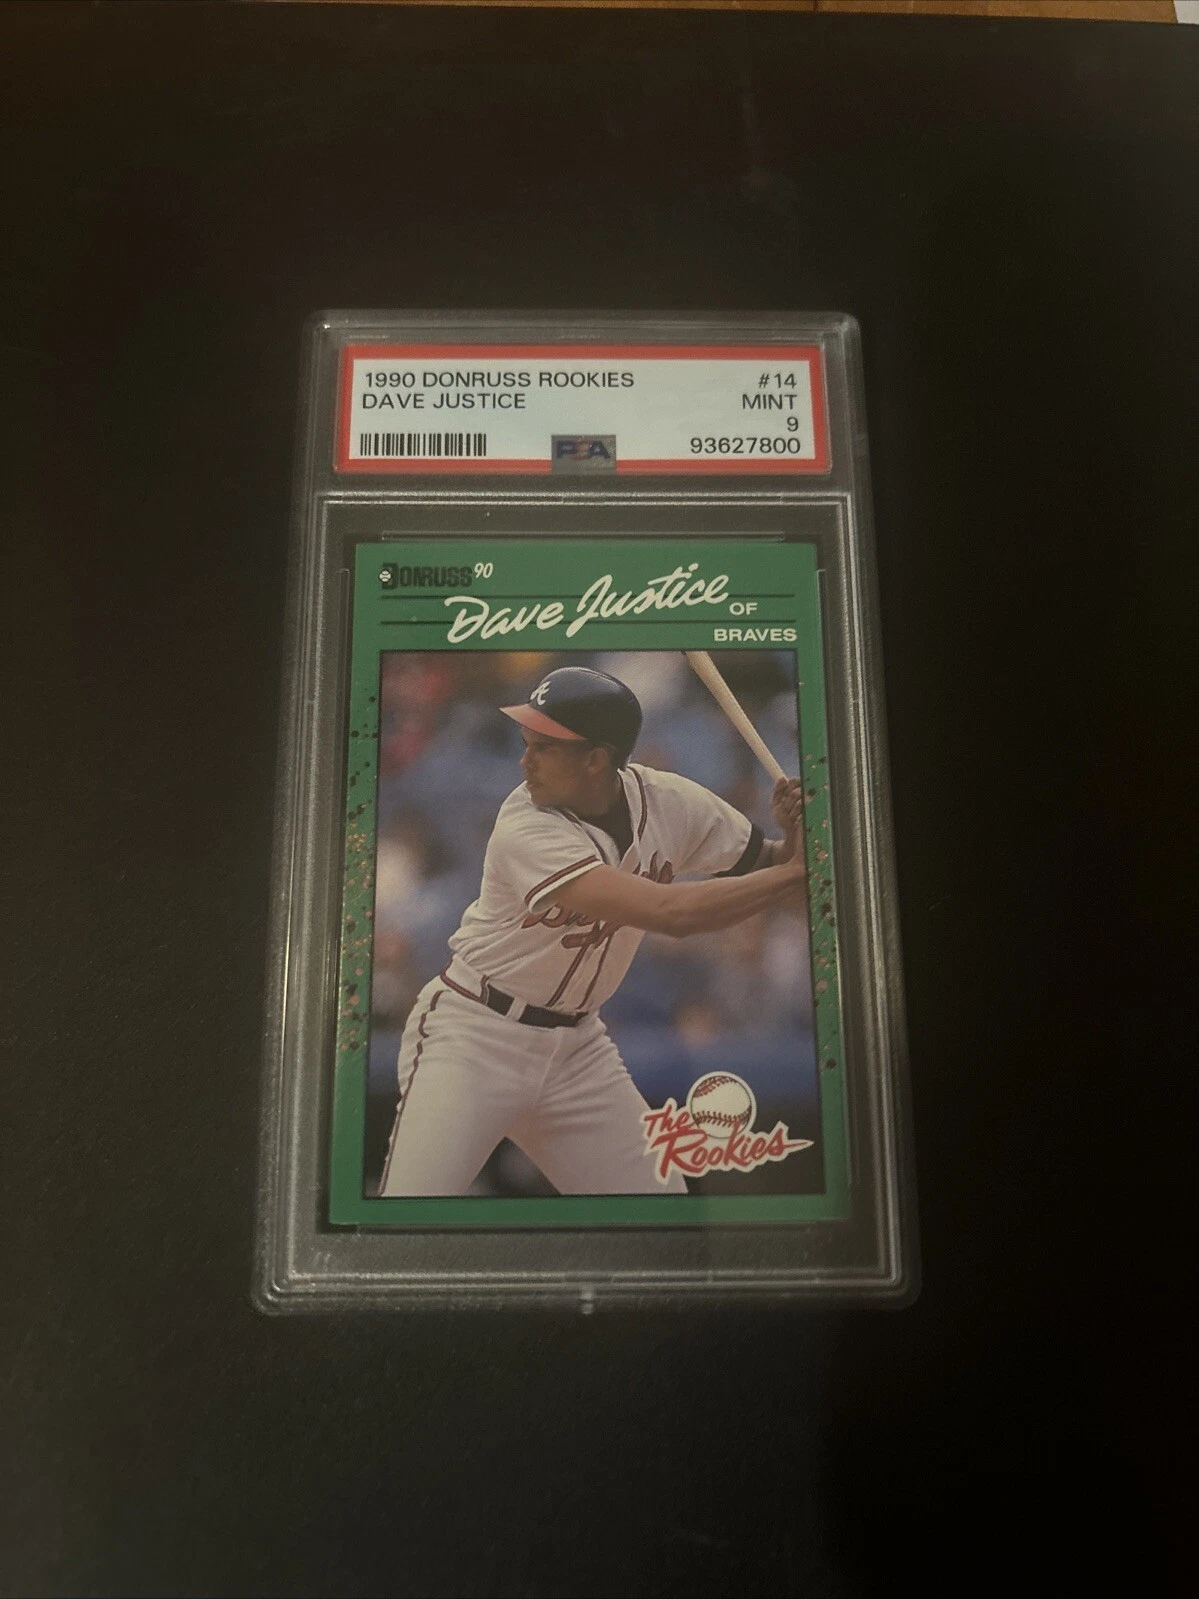 1990 DONRUSS ROOKIES #14
DAVE JUSTICE MINT
9
PSA 93627800
DONRUSS 90
Dave Justice OF
BRAVES
A
The
Rookies